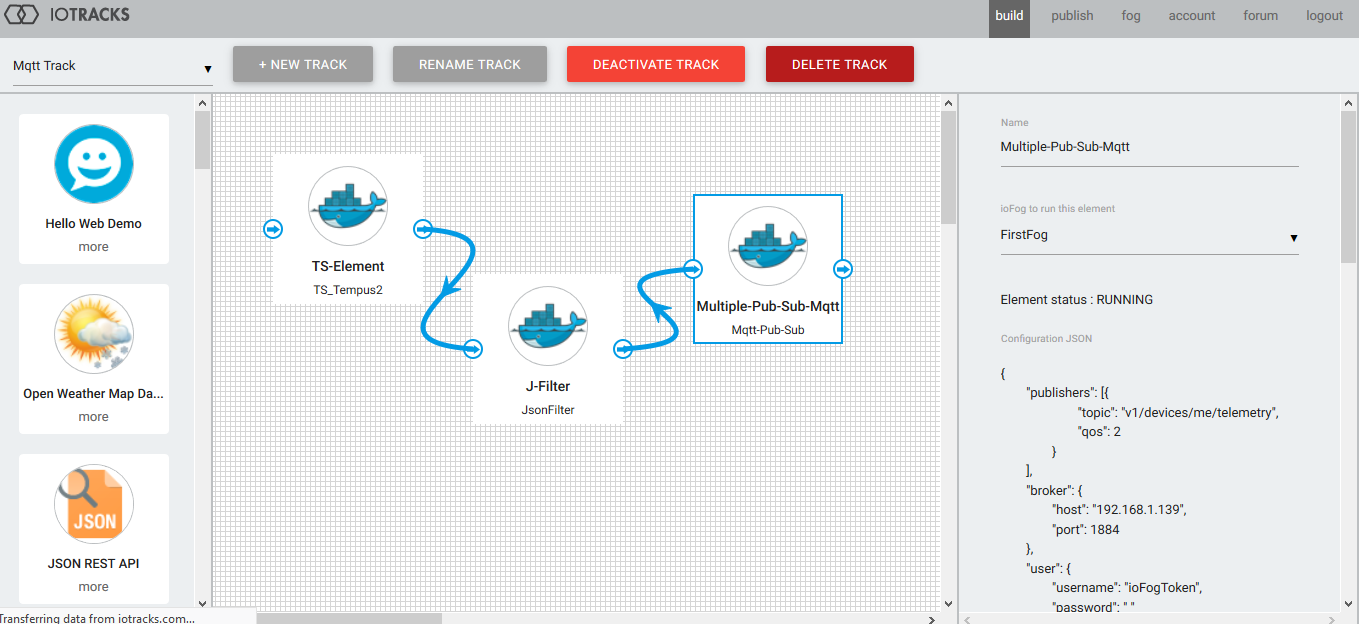 IOTRACKS
build
publish
fog
account
forum
logout
Mqtt Track
+ NEW TRACK
RENAME TRACK
DEACTIVATE TRACK
DELETE TRACK
Hello Web Demo
more
Open Weather Map Da...
more
JSON
JSON REST API
more
TS-Element
TS_Tempus2
J-Filter
JsonFilter
Multiple-Pub-Sub-Mqtt
Mqtt-Pub-Sub
Name
Multiple-Pub-Sub-Mqtt
ioFog to run this element
FirstFog
Element status : RUNNING
Configuration JSON
{
"publishers": [{
"topic": "v1/devices/me/telemetry",
"qos": 2
}
],
"broker": {
"host": "192.168.1.139",
"port": 1884
},
"user": {
"username": "ioFogToken",
"password": " "
Transferring data from iotracks.com...